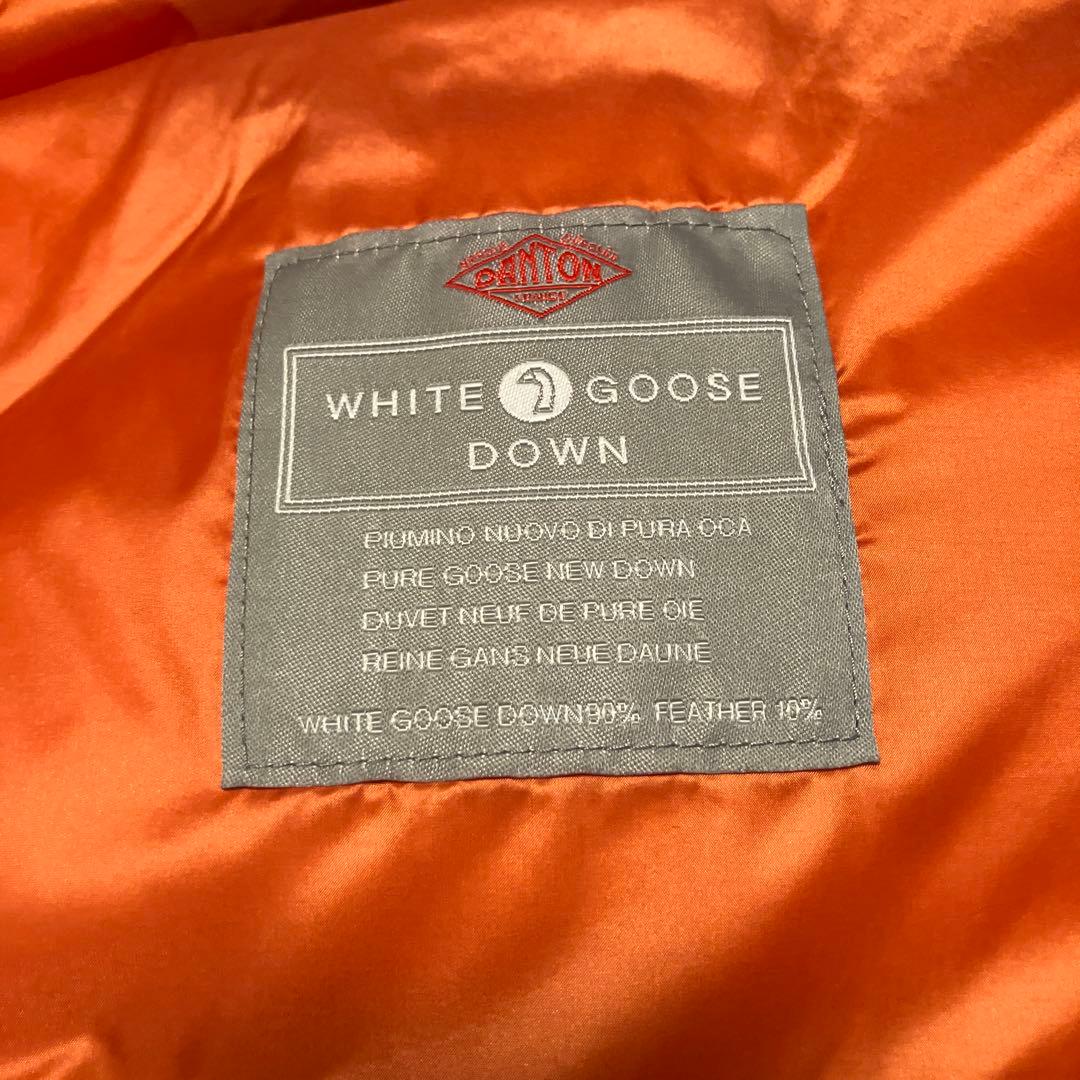 DANTON
FRANCE
WHITE GOOSE
DOWN
PIUMINO NUOVO DI PURA OCA
PURE GOOSE NEW DOWN
DUVET NEUF DE PURE OIE
REINE GANS NEUE DAUNE
WHITE GOOSE DOWN90% FEATHER 10%